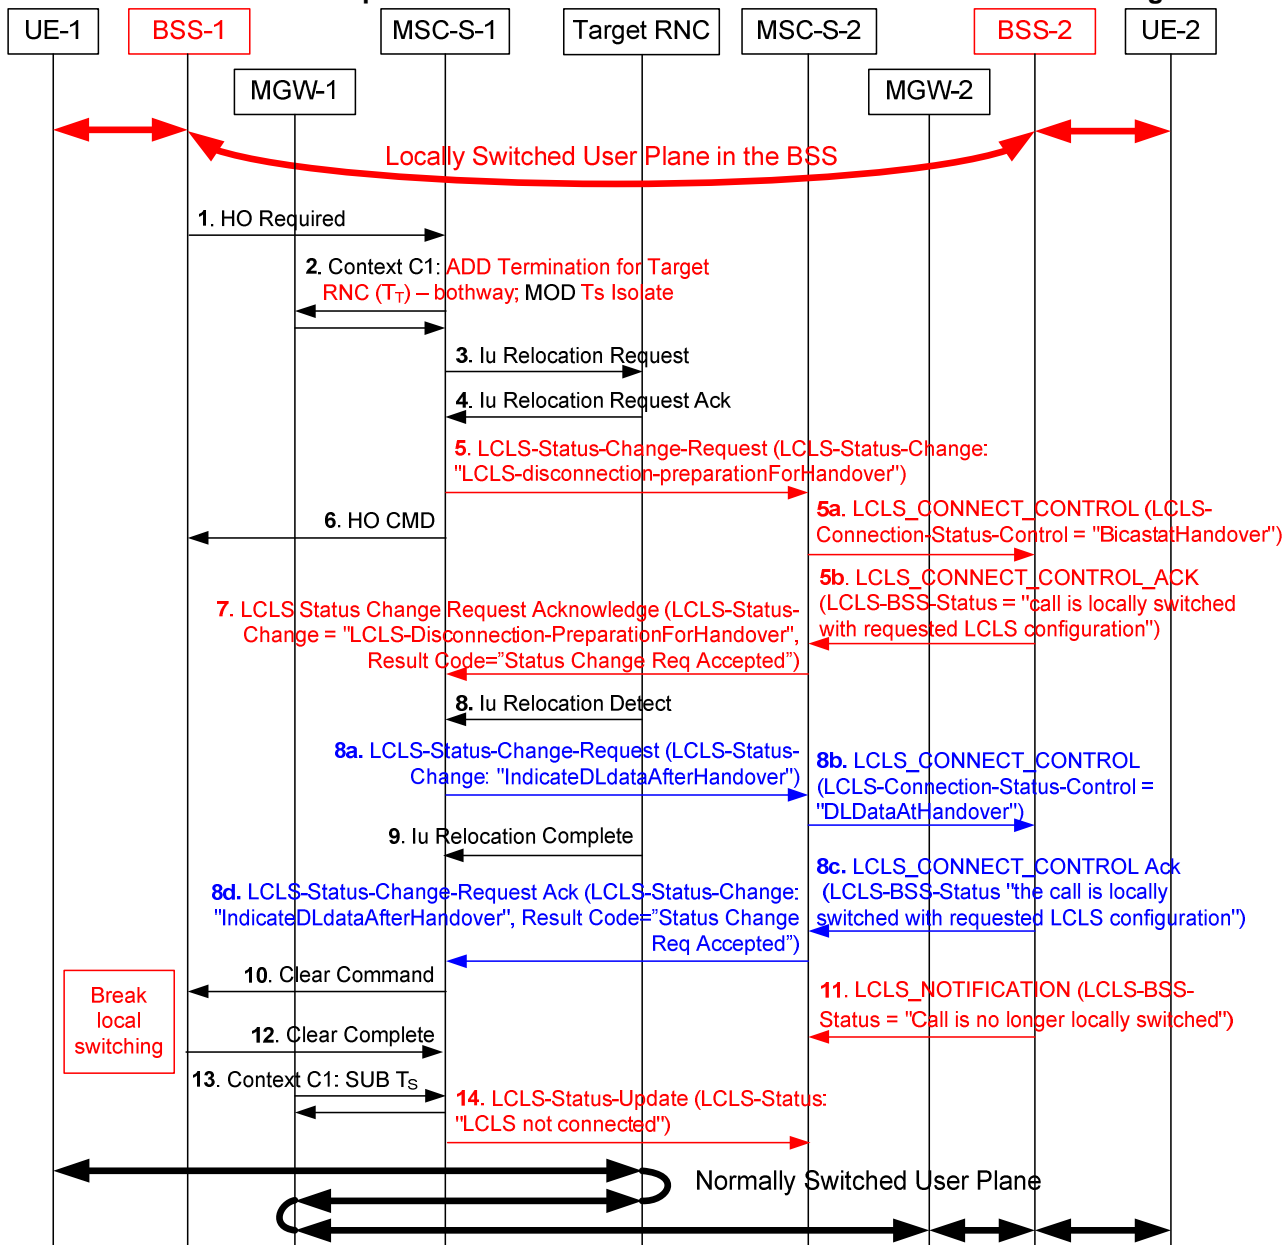 UE-1 BSS-1 MSC-S-1 Target RNC MSC-S-2 BSS-2 UE-2
MGW-1 MGW-2
Locally Switched User Plane in the BSS
1. HO Required
2. Context C1: ADD Termination for Target
RNC (TT) – bothway; MOD Ts Isolate
3. Iu Relocation Request
4. Iu Relocation Request Ack
5. LCLS-Status-Change-Request (LCLS-Status-Change:
"LCLS-disconnection-preparationForHandover")
6. HO CMD
5a. LCLS_CONNECT_CONTROL (LCLS-
Connection-Status-Control = "BicastatHandover")
5b. LCLS_CONNECT_CONTROL_ACK
(LCLS-BSS-Status = "call is locally switched
with requested LCLS configuration")
7. LCLS Status Change Request Acknowledge (LCLS-Status-
Change = "LCLS-Disconnection-PreparationForHandover",
Result Code=”Status Change Req Accepted”)
8. Iu Relocation Detect
8a. LCLS-Status-Change-Request (LCLS-Status-
Change: "IndicateDLdataAfterHandover")
8b. LCLS_CONNECT_CONTROL
(LCLS-Connection-Status-Control =
"DLDataAtHandover")
9. Iu Relocation Complete
8c. LCLS_CONNECT_CONTROL Ack
(LCLS-BSS-Status "the call is locally
switched with requested LCLS configuration")
8d. LCLS-Status-Change-Request Ack (LCLS-Status-Change:
"IndicateDLdataAfterHandover", Result Code=”Status Change
Req Accepted”)
10. Clear Command
Break
local
switching
11. LCLS_NOTIFICATION (LCLS-BSS-
Status = "Call is no longer locally switched")
12. Clear Complete
13. Context C1: SUB TS
14. LCLS-Status-Update (LCLS-Status:
"LCLS not connected")
Normally Switched User Plane